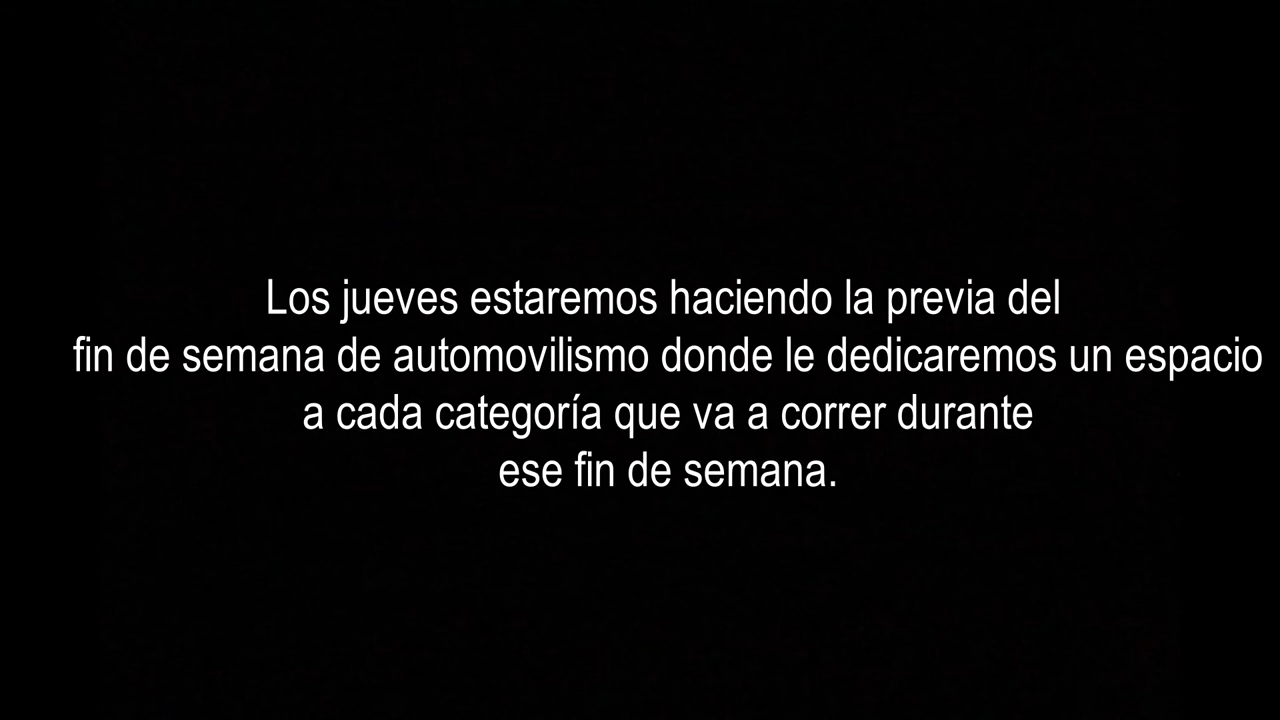 Los jueves estaremos haciendo la previa del
fin de semana de automovilismo donde le dedicaremos un espacio
a cada categoría que va a correr durante
ese fin de semana.